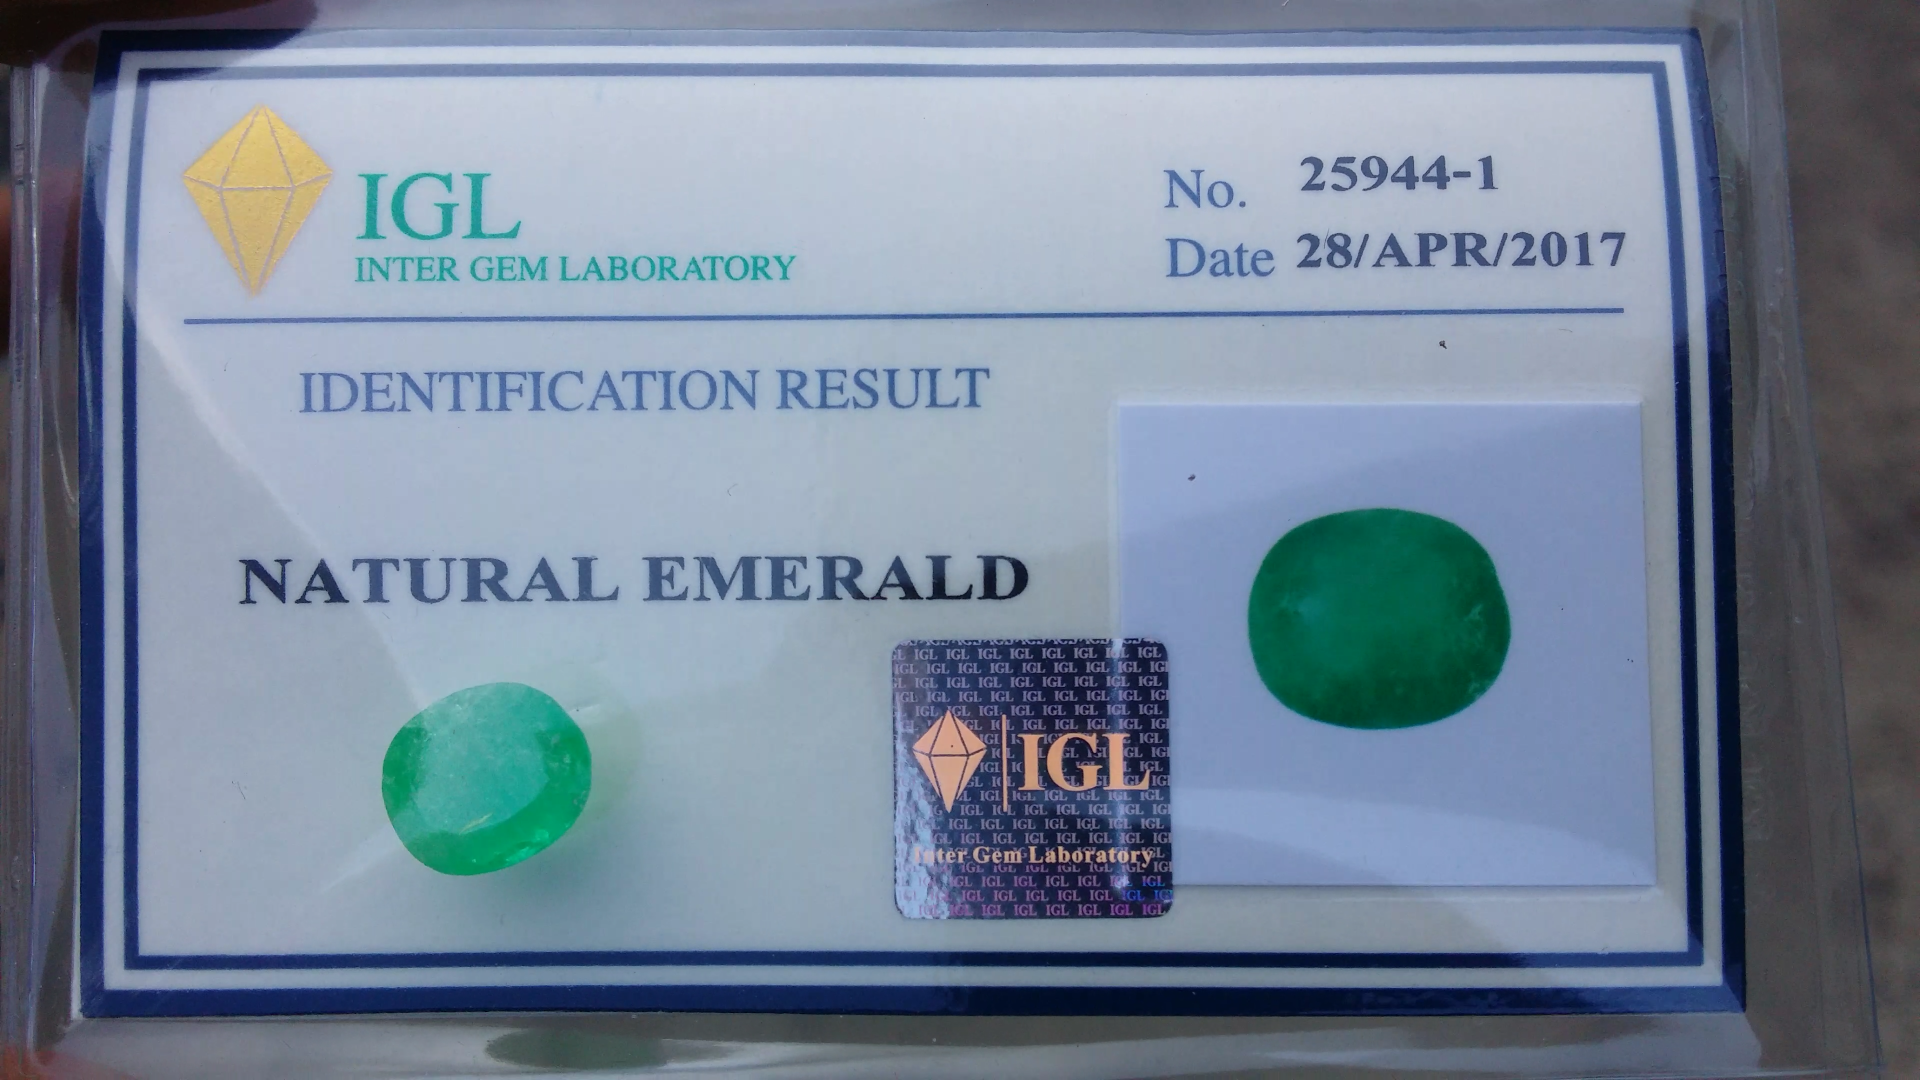 IGL
INTER GEM LABORATORY
No. 25944-1
Date 28/APR/2017
IDENTIFICATION RESULT
NATURAL EMERALD
IGL
Inter Gem Laboratory